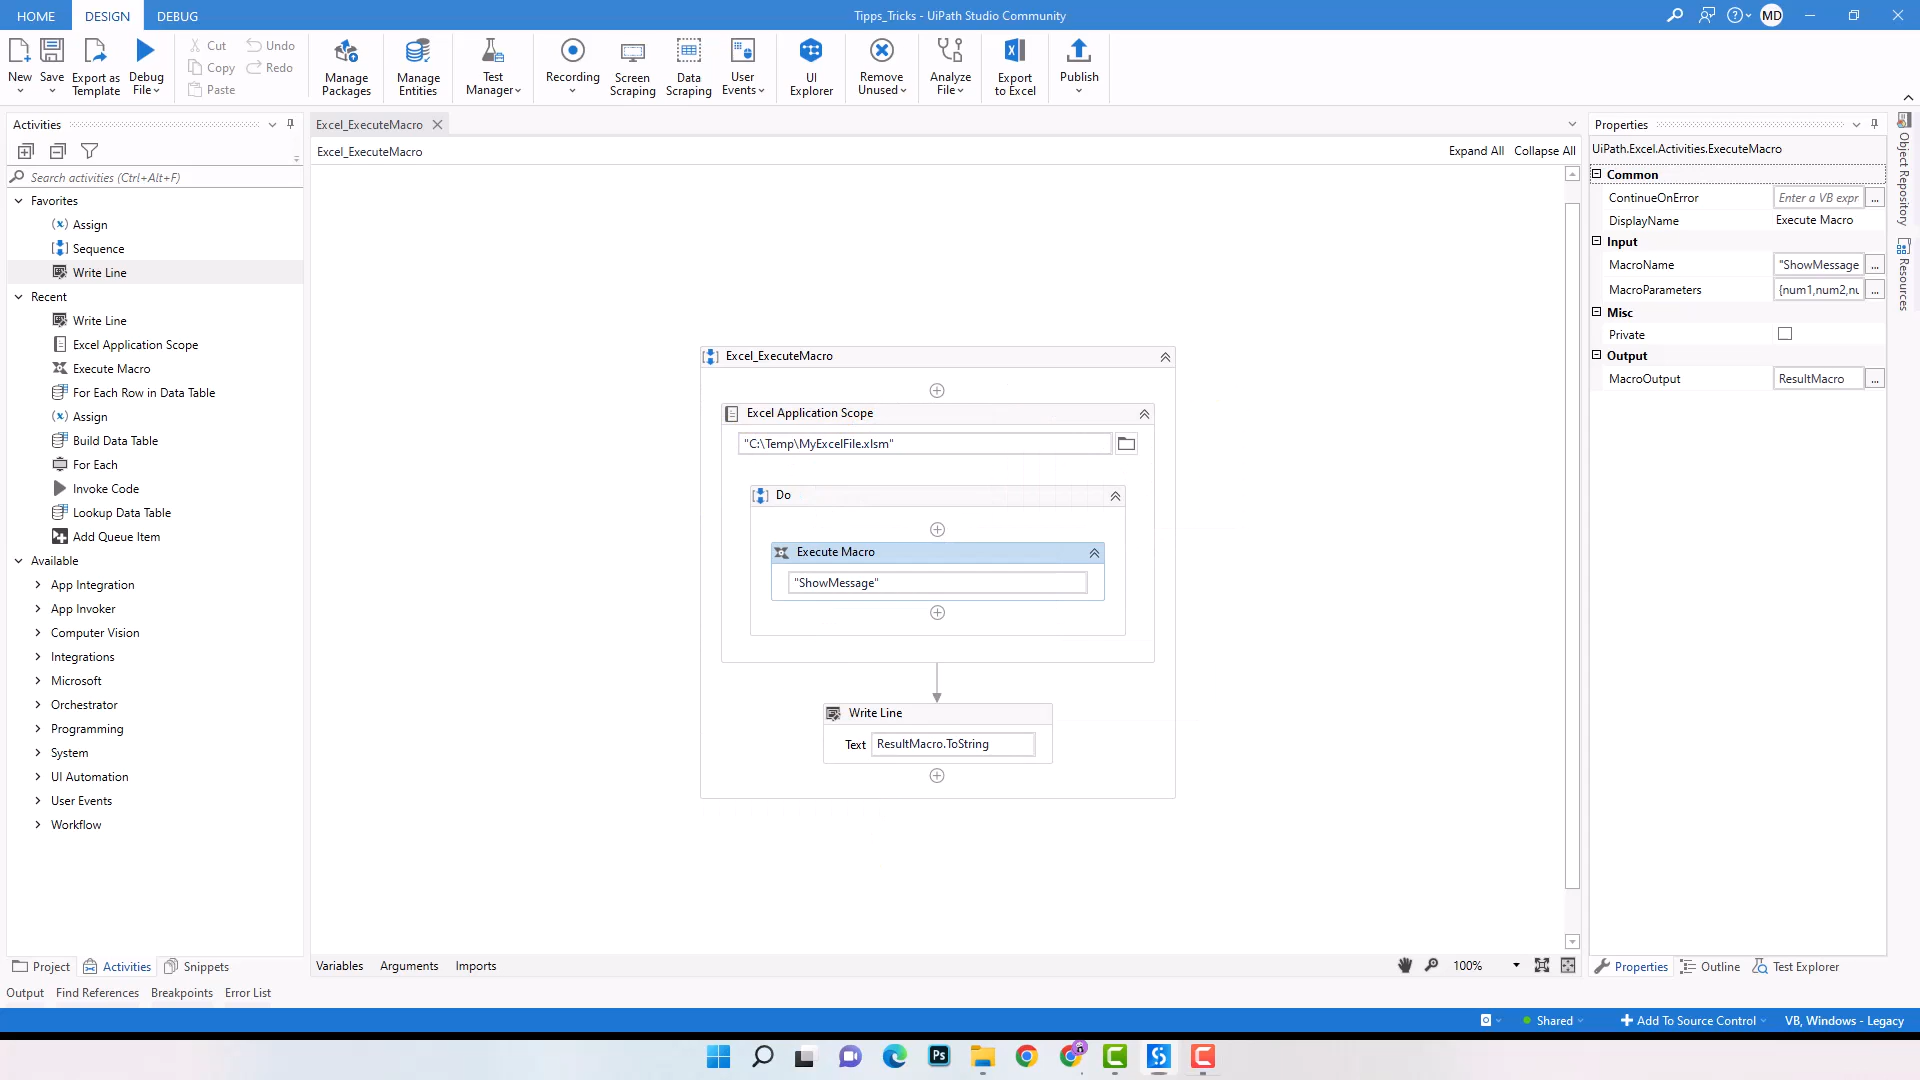 HOME DESIGN DEBUG
Tipps_Tricks - UiPath Studio Community
MD
New
Save
Export as Template
Debug File
Cut
Copy
Paste
Undo
Redo
Manage Packages
Manage Entities
Test Manager
Recording
Screen Scraping
Data Scraping
User Events
UI Explorer
Remove Unused
Analyze File
Export to Excel
Publish
Activities
Search activities (Ctrl+Alt+F)
Favorites
Assign
Sequence
Write Line
Recent
Write Line
Excel Application Scope
Execute Macro
For Each Row in Data Table
Assign
Build Data Table
For Each
Invoke Code
Lookup Data Table
Add Queue Item
Available
App Integration
App Invoker
Computer Vision
Integrations
Microsoft
Orchestrator
Programming
System
UI Automation
User Events
Workflow
Project Activities Snippets
Excel_ExecuteMacro
Excel_ExecuteMacro
Expand All Collapse All
Excel_ExecuteMacro
Excel Application Scope
"C:\Temp\MyExcelFile.xlsm"
Do
Execute Macro
"ShowMessage"
Write Line
Text ResultMacro.ToString
Variables Arguments Imports
100%
Properties
UiPath.Excel.Activities.ExecuteMacro
Common
ContinueOnError Enter a VB expr ...
DisplayName Execute Macro
Input
MacroName "ShowMessage ...
MacroParameters {num1,num2,nu ...
Misc
Private
Output
MacroOutput ResultMacro ...
Properties Outline Test Explorer
Object Repository
Resources
Output Find References Breakpoints Error List
Shared
Add To Source Control
VB, Windows - Legacy
Ps